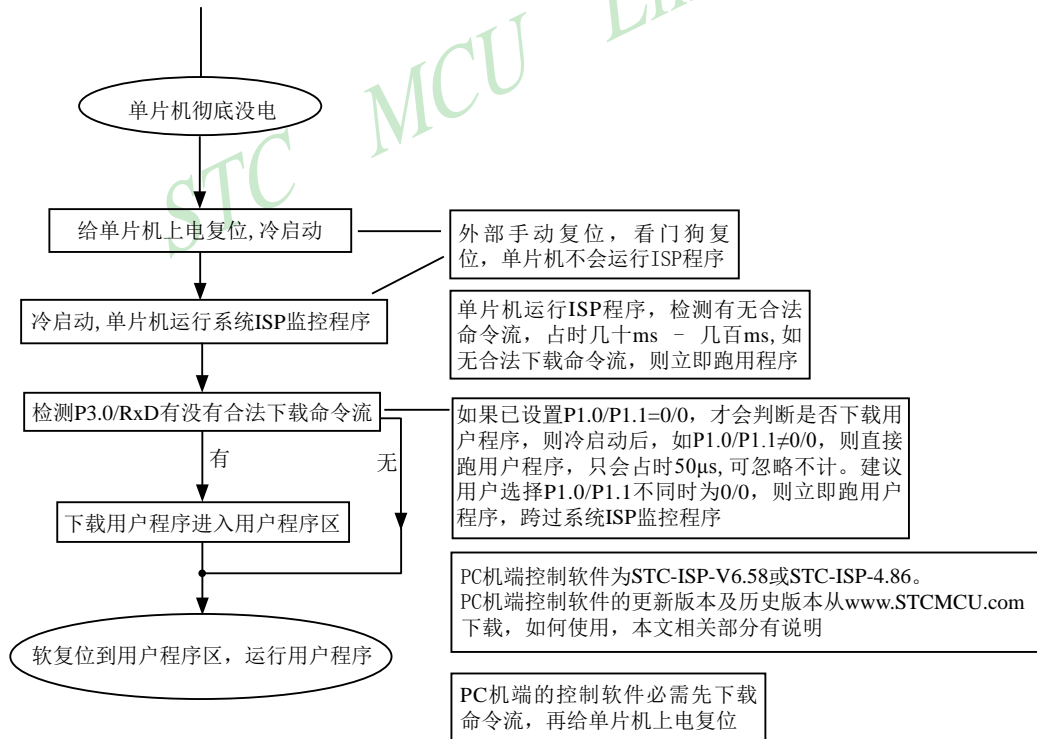 STC MCU
单片机彻底没电
给单片机上电复位,冷启动
外部手动复位，看门狗复
位，单片机不会运行ISP程序
冷启动,单片机运行系统ISP监控程序
单片机运行ISP程序，检测有无合法
命令流，占时几十ms - 几百ms,如
无合法下载命令流，则立即跑用程序
检测P3.0/RxD有没有合法下载命令流
如果已设置P1.0/P1.1=0/0，才会判断是否下载用
户程序，则冷启动后，如P1.0/P1.1≠0/0，则直接
跑用户程序，只会占时50μs,可忽略不计。建议
用户选择P1.0/P1.1不同时为0/0，则立即跑用户
程序，跨过系统ISP监控程序
有
无
下载用户程序进入用户程序区
PC机端控制软件为STC-ISP-V6.58或STC-ISP-4.86。
PC机端控制软件的更新版本及历史版本从www.STCMCU.com
下载，如何使用，本文相关部分有说明
软复位到用户程序区，运行用户程序
PC机端的控制软件必需先下载
命令流，再给单片机上电复位